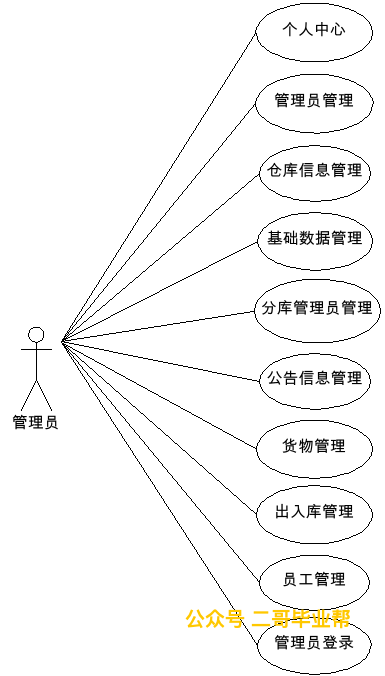 个人中心
管理员管理
仓库信息管理
基础数据管理
分库管理员管理
公告信息管理
管理员
货物管理
出入库管理
员工管理
公众号 二哥毕业帮
管理员登录